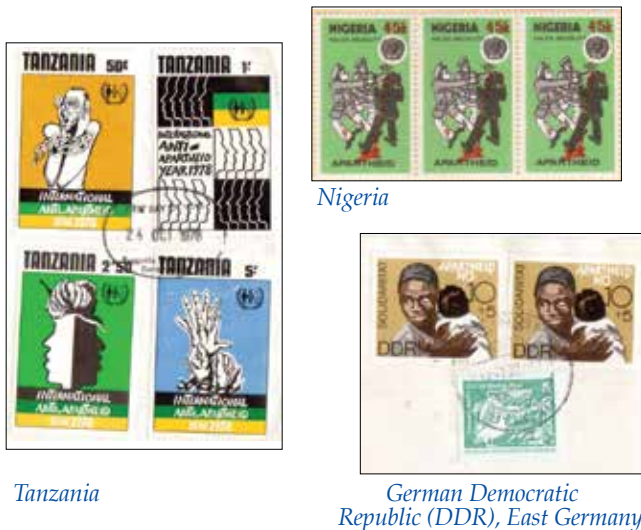 TANZANIA 50c
INTERNATIONAL
ANTI-APARTHEID
YEAR 1978
TANZANIA 1/-
INTERNATIONAL
ANTI-
APARTHEID
YEAR 1978
24 OCT 1978
TANZANIA 2'50
INTERNATIONAL
ANTI-APARTHEID
YEAR 1978
TANZANIA 5/-
INTERNATIONAL
ANTI-APARTHEID
YEAR 1978
Tanzania
NIGERIA 45k
APARTHEID
NIGERIA 45k
APARTHEID
NIGERIA 45k
APARTHEID
Nigeria
SOLIDARITÄT
APARTHEID
NO
10
+5
DDR
SOLIDARITÄT
APARTHEID
NO
10
+5
DDR
German Democratic
Republic (DDR), East Germany